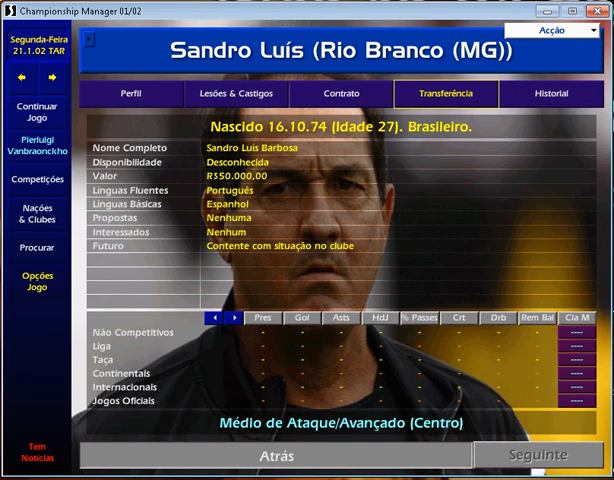 Championship Manager 01/02
Segunda-Feira
21.1.02 TAR
Continuar
Jogo
Pierluigi
Vanbraonckho
Competições
Nações
& Clubes
Procurar
Opções
Jogo
Tem
Notícias
Acção
Sandro Luís (Rio Branco (MG))
Perfil
Lesões & Castigos
Contrato
Transferência
Historial
Nascido 16.10.74 (Idade 27). Brasileiro.
Nome Completo Sandro Luís Barbosa
Disponibilidade Desconhecida
Valor R$50.000,00
Línguas Fluentes Português
Línguas Básicas Espanhol
Propostas Nenhuma
Interessados Nenhum
Futuro Contente com situação no clube
Pres Gol Asts HdJ % Passes Crt Drb Rem Bal Cla M
Não Competitivos - - - - - - - - ----
Liga - - - - - - - - ----
Taça - - - - - - - - ----
Continentais - - - - - - - - ----
Internacionais - - - - - - - - ----
Jogos Oficiais - - - - - - - - ----
Médio de Ataque/Avançado (Centro)
Atrás
Seguinte